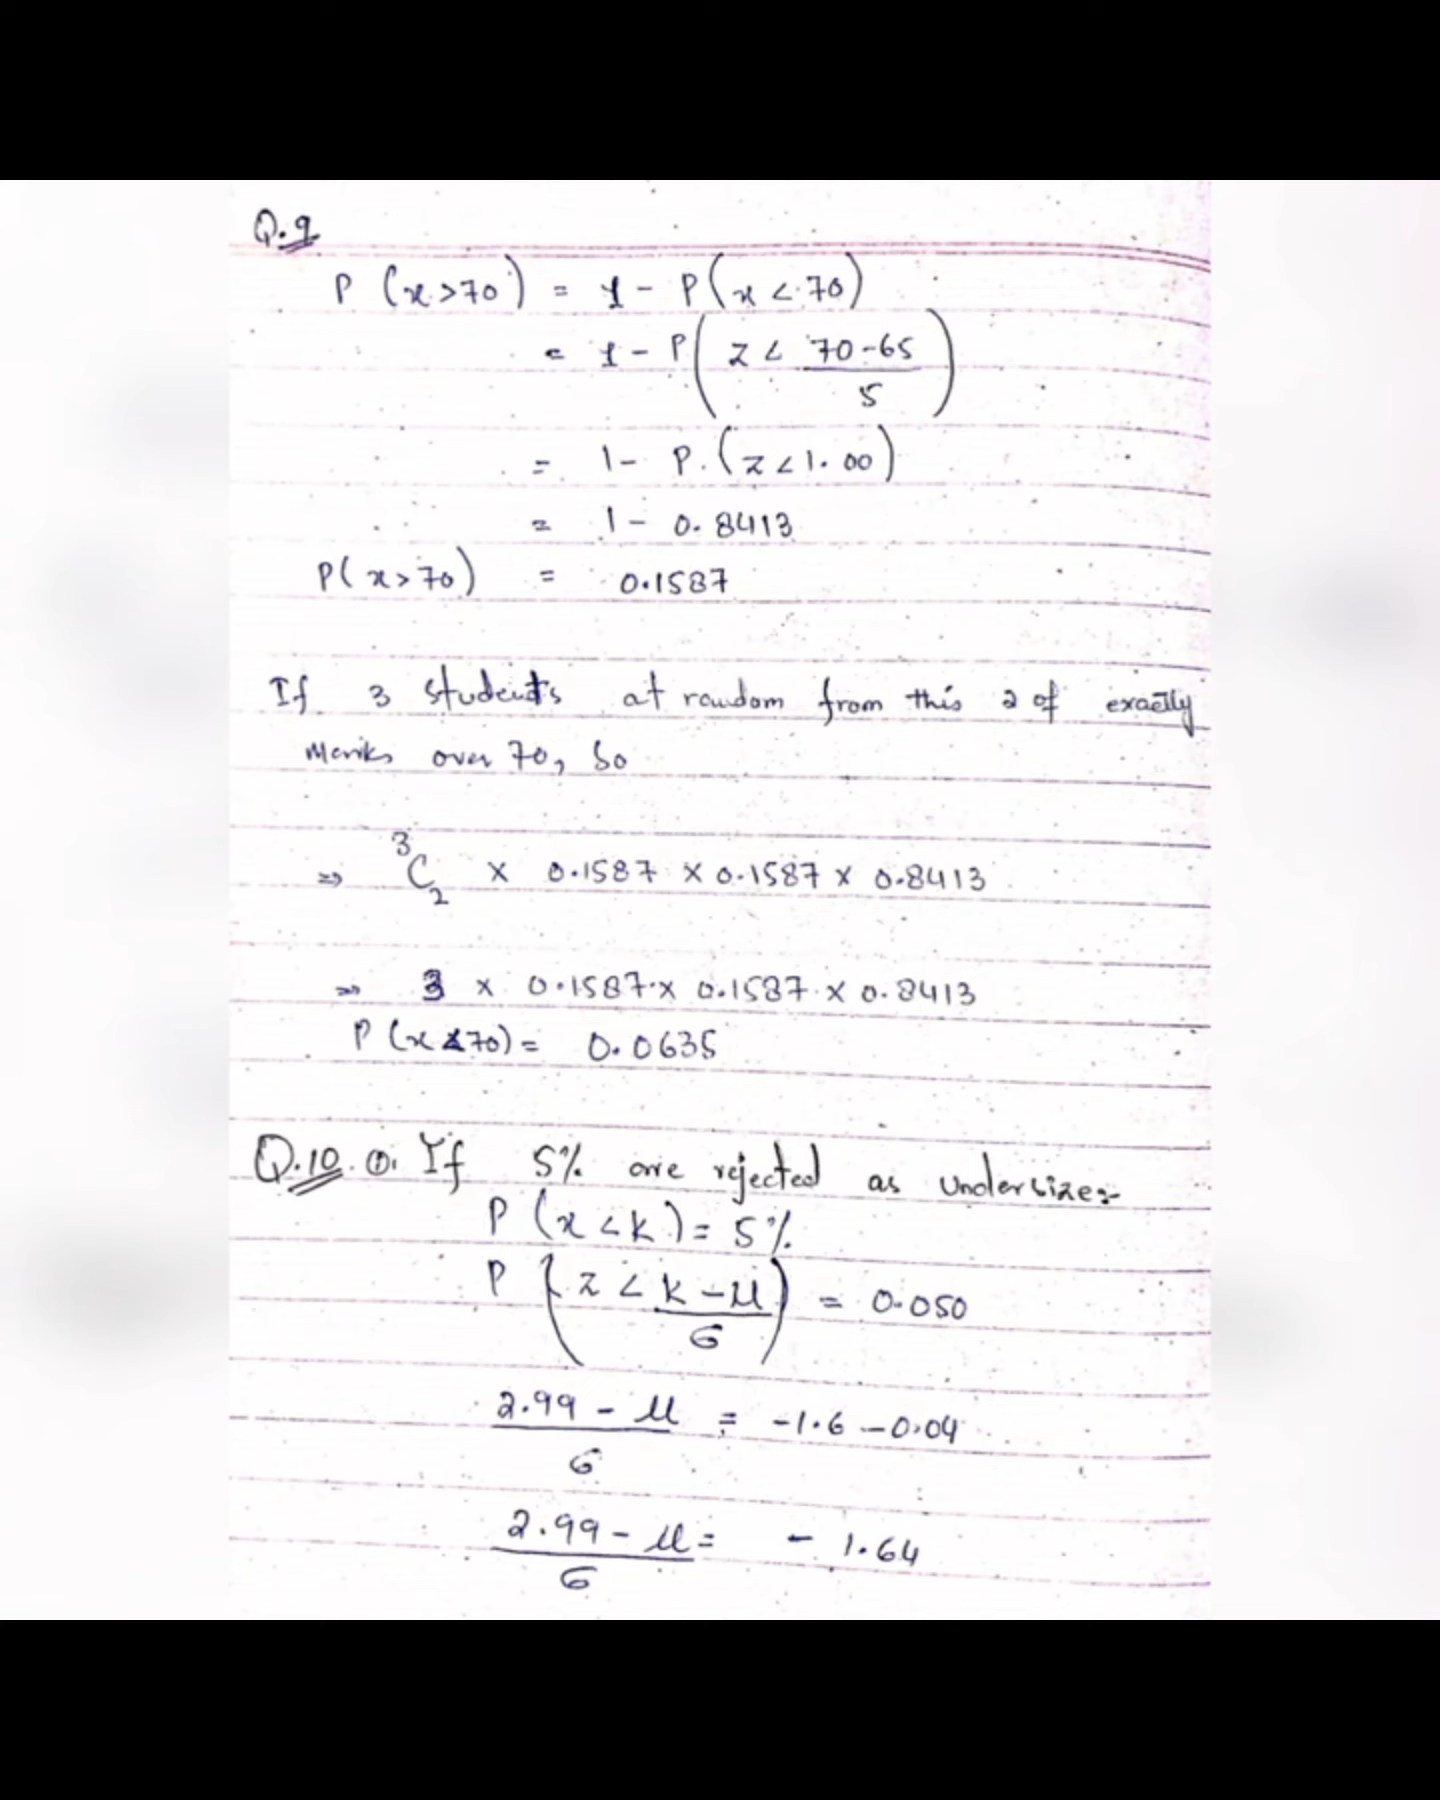 Q.9
P (x>70) = 1 - P(x < 70)
= 1 - P( z < 70-65 / 5 )
= 1 - P.(z<1.00)
= 1 - 0.8413
P(x>70) = 0.1587
If 3 students at random from this 2 of exactly
Marks over 70, So
⇒ ³C₂ × 0.1587 × 0.1587 × 0.8413
⇒ 3 × 0.1587 × 0.1587 × 0.8413
P (x<70) = 0.0635
Q.10. ①. If 5% are rejected as undersize:-
P (x<k) = 5%
P ( z < k-μ / σ ) = 0.050
2.99 - μ / σ = -1.6 -0.04
2.99 - μ / σ = - 1.64